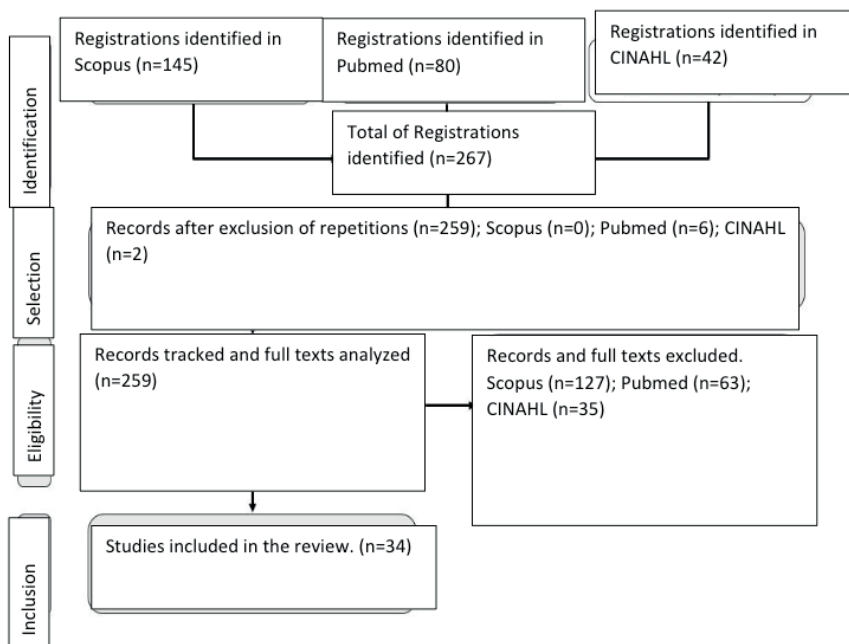 Registrations identified in
Scopus (n=145)
Registrations identified in
Pubmed (n=80)
Registrations identified in
CINAHL (n=42)
Total of Registrations
identified (n=267)
Identification
Records after exclusion of repetitions (n=259); Scopus (n=0); Pubmed (n=6); CINAHL
(n=2)
Selection
Records tracked and full texts analyzed
(n=259)
Records and full texts excluded.
Scopus (n=127); Pubmed (n=63);
CINAHL (n=35)
Eligibility
Studies included in the review. (n=34)
Inclusion